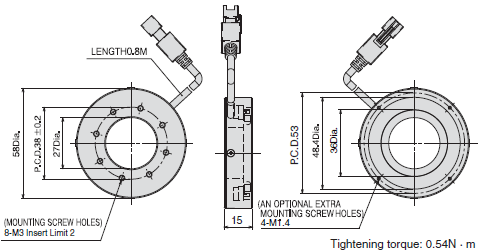 LENGTH0.8M
58Dia.
P.C.D.38 ±0.2
27Dia.
(MOUNTING SCREW HOLES)
8-M3 Insert Limit 2
15
P.C.D.53
48.4Dia.
36Dia.
(AN OPTIONAL EXTRA
MOUNTING SCREW HOLES)
4-M1.4
Tightening torque: 0.54N · m